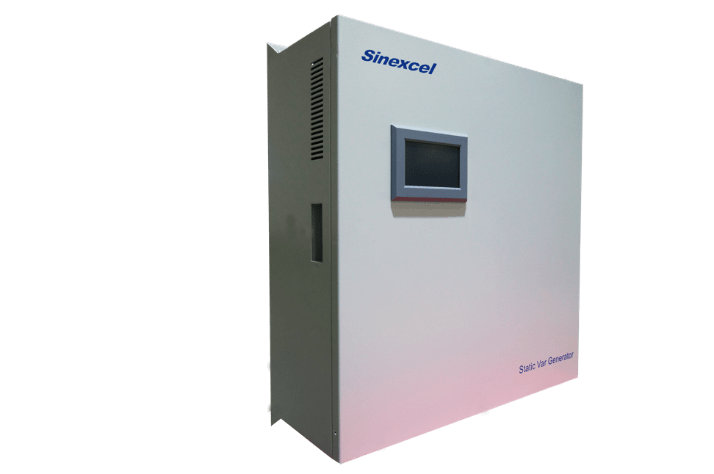 Sinexcel
Static Var Generator